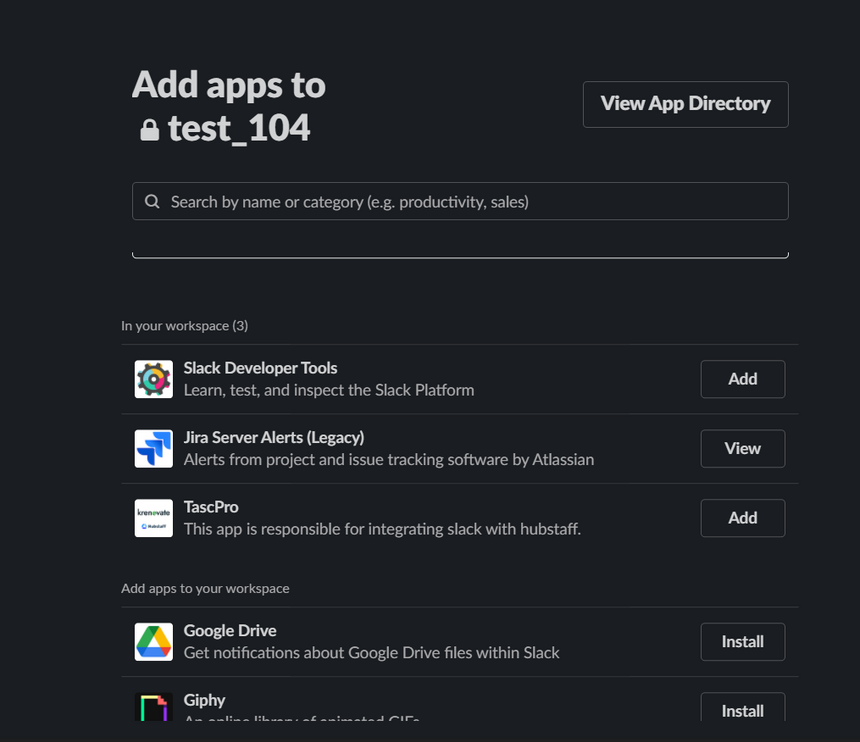 Add apps to
test_104
View App Directory
Search by name or category (e.g. productivity, sales)
In your workspace (3)
Slack Developer Tools
Learn, test, and inspect the Slack Platform
Add
Jira Server Alerts (Legacy)
Alerts from project and issue tracking software by Atlassian
View
krenovate
Hubstaff
TascPro
This app is responsible for integrating slack with hubstaff.
Add
Add apps to your workspace
Google Drive
Get notifications about Google Drive files within Slack
Install
Giphy
An online library of animated GIFs
Install